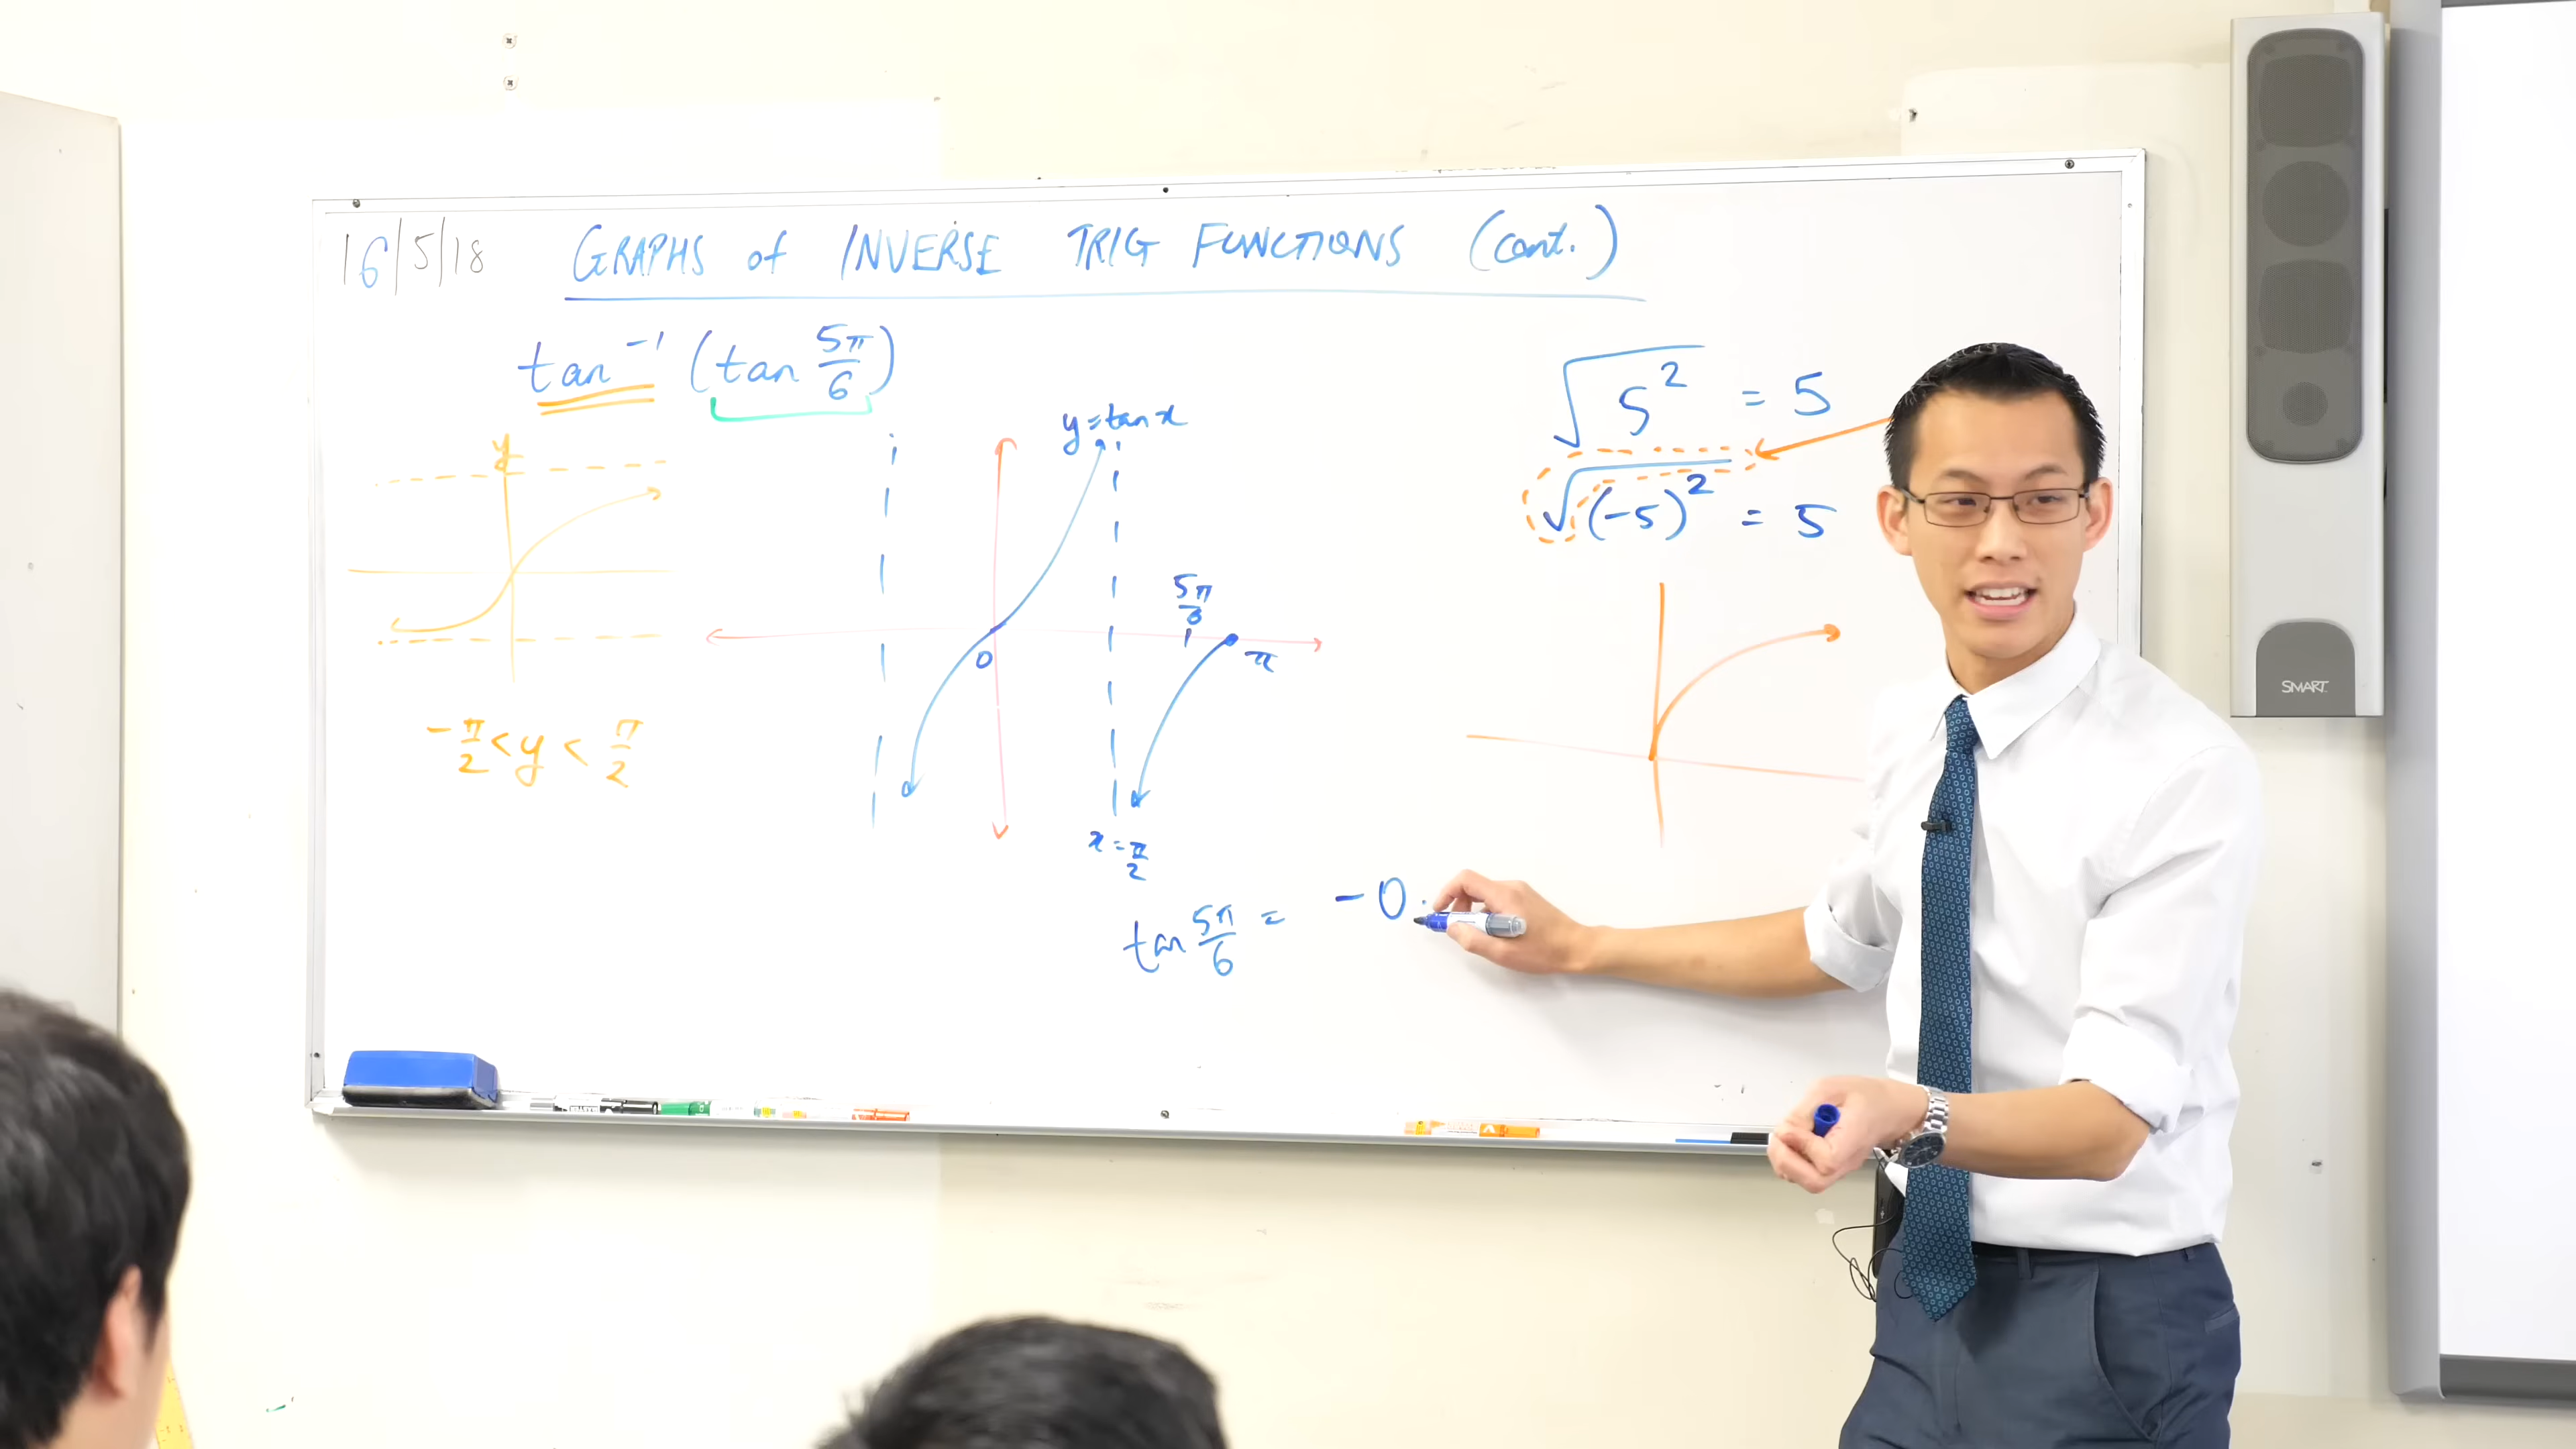 16/5/18 GRAPHS of INVERSE TRIG FUNCTIONS (cont.)
tan⁻¹ (tan 5π/6)
y
-π/2 < y < π/2
y = tan x
0
5π/6
π
x = π/2
tan 5π/6 = -0.
√5² = 5
√(-5)² = 5
SMART